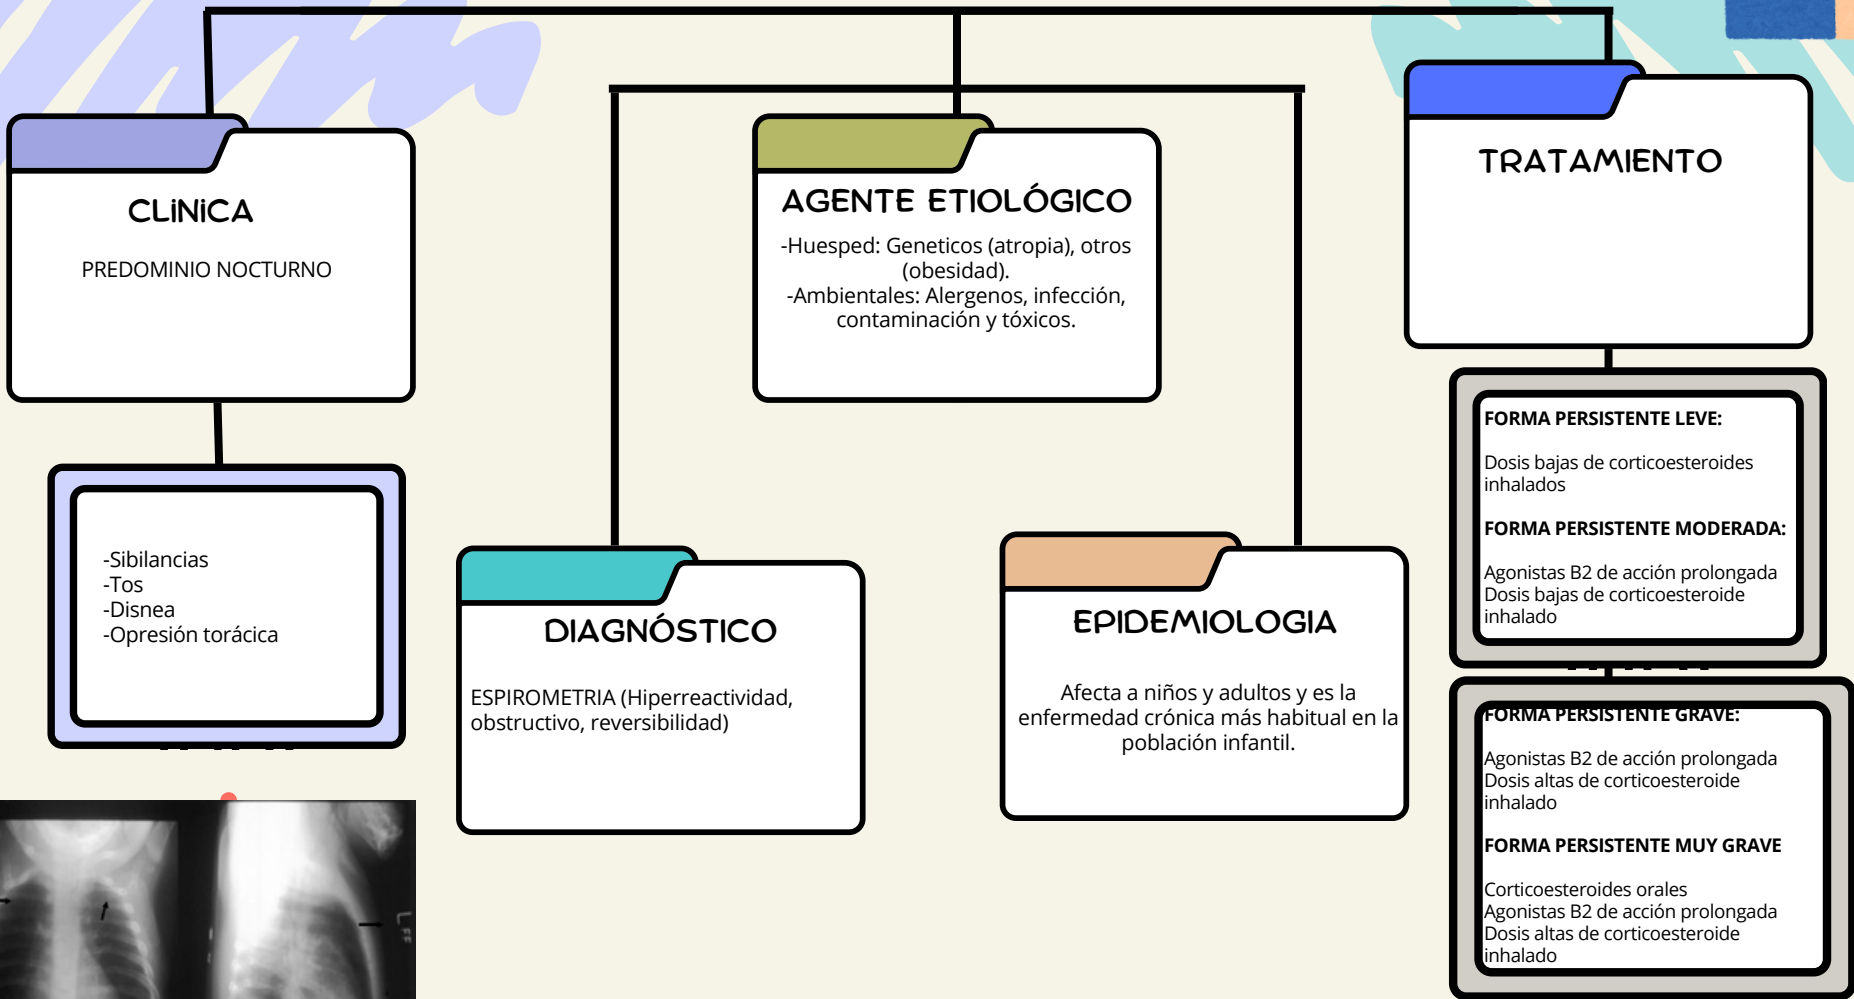 CLiNiCA
PREDOMINIO NOCTURNO
-Sibilancias
-Tos
-Disnea
-Opresión torácica
AGENTE ETIOLÓGICO
-Huesped: Geneticos (atropia), otros
(obesidad).
-Ambientales: Alergenos, infección,
contaminación y tóxicos.
DIAGNÓSTICO
ESPIROMETRIA (Hiperreactividad,
obstructivo, reversibilidad)
EPIDEMIOLOGIA
Afecta a niños y adultos y es la
enfermedad crónica más habitual en la
población infantil.
TRATAMIENTO
FORMA PERSISTENTE LEVE:
Dosis bajas de corticoesteroides
inhalados
FORMA PERSISTENTE MODERADA:
Agonistas B2 de acción prolongada
Dosis bajas de corticoesteroide
inhalado
FORMA PERSISTENTE GRAVE:
Agonistas B2 de acción prolongada
Dosis altas de corticoesteroide
inhalado
FORMA PERSISTENTE MUY GRAVE
Corticoesteroides orales
Agonistas B2 de acción prolongada
Dosis altas de corticoesteroide
inhalado